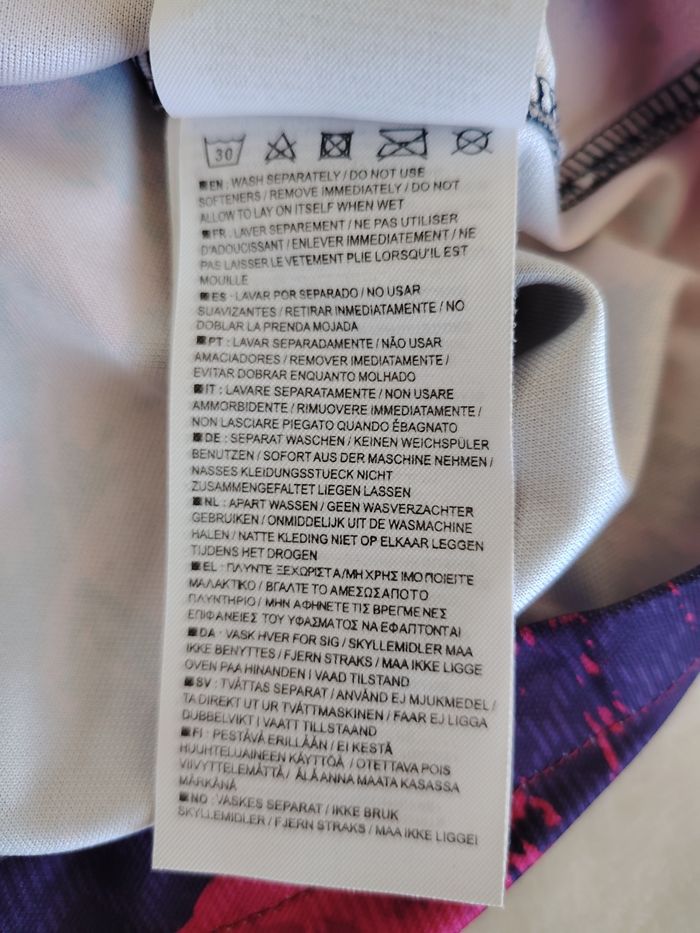 30
EN : WASH SEPARATELY / DO NOT USE
SOFTENERS / REMOVE IMMEDIATELY / DO NOT
ALLOW TO LAY ON ITSELF WHEN WET
FR : LAVER SEPAREMENT / NE PAS UTILISER
D'ADOUCISSANT / ENLEVER IMMEDIATEMENT / NE
PAS LAISSER LE VETEMENT PLIE LORSQU'IL EST
MOUILLE
ES : LAVAR POR SEPARADO / NO USAR
SUAVIZANTES / RETIRAR INMEDIATAMENTE / NO
DOBLAR LA PRENDA MOJADA
PT : LAVAR SEPARADAMENTE / NÃO USAR
AMACIADORES / REMOVER IMEDIATAMENTE /
EVITAR DOBRAR ENQUANTO MOLHADO
IT : LAVARE SEPARATAMENTE / NON USARE
AMMORBIDENTE / RIMUOVERE IMMEDIATAMENTE /
NON LASCIARE PIEGATO QUANDO ÉBAGNATO
DE : SEPARAT WASCHEN / KEINEN WEICHSPÜLER
BENUTZEN / SOFORT AUS DER MASCHINE NEHMEN /
NASSES KLEIDUNGSSTUECK NICHT
ZUSAMMENGEFALTET LIEGEN LASSEN
NL : APART WASSEN / GEEN WASVERZACHTER
GEBRUIKEN / ONMIDDELIJK UIT DE WASMACHINE
HALEN / NATTE KLEDING NIET OP ELKAAR LEGGEN
TIJDENS HET DROGEN
EL : ΠΛΥΝΤΕ ΞΕΧΩΡΙΣΤΑ/ΜΗ ΧΡΗΣΙΜΟΠΟΙΕΙΤΕ
ΜΑΛΑΚΤΙΚΟ / ΒΓΑΛΤΕ ΤΟ ΑΜΕΣΩΣΑΠΟΤΟ
ΠΛΥΝΤΗΡΙΟ / ΜΗΝ ΑΦΗΝΕΤΕ ΤΙΣ ΒΡΕΓΜΕΝΕΣ
ΕΠΙΦΑΝΕΙΕΣ ΤΟΥ ΥΦΑΣΜΑΤΟΣ ΝΑ ΕΦΑΠΤΟΝΤΑΙ
DA : VASK HVER FOR SIG / SKYLLEMIDLER MAA
IKKE BENYTTES / FJERN STRAKS / MAA IKKE LIGGE
OVEN PAA HINANDEN I VAAD TILSTAND
SV : TVÄTTAS SEPARAT / ANVÄND EJ MJUKMEDEL /
TA DIREKT UT UR TVÄTTMASKINEN / FAAR EJ LIGGA
DUBBELVIKT I VAATT TILLSTAAND
FI : PESTÄVÄ ERILLÄÄN / EI KESTÄ
HUUHTELUAINEEN KÄYTTÖÄ / OTETTAVA POIS
VIIVYTTELEMÄTTÄ / ÄLÄ ANNA MAATA KASASSA
MÄRKÄNÄ
NO : VASKES SEPARAT / IKKE BRUK
SKYLLEMIDLER / FJERN STRAKS / MAA IKKE LIGGEI